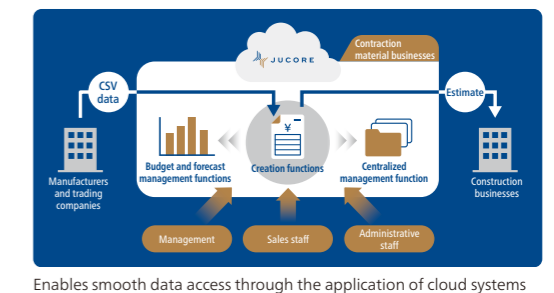 JUCORE
Contraction
material businesses
CSV
data
Estimate
¥
Budget and forecast
management functions
Creation functions
Centralized
management function
Manufacturers
and trading
companies
Construction
businesses
Management
Sales staff
Administrative
staff
Enables smooth data access through the application of cloud systems